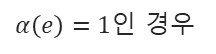 α(e) = 1인 경우